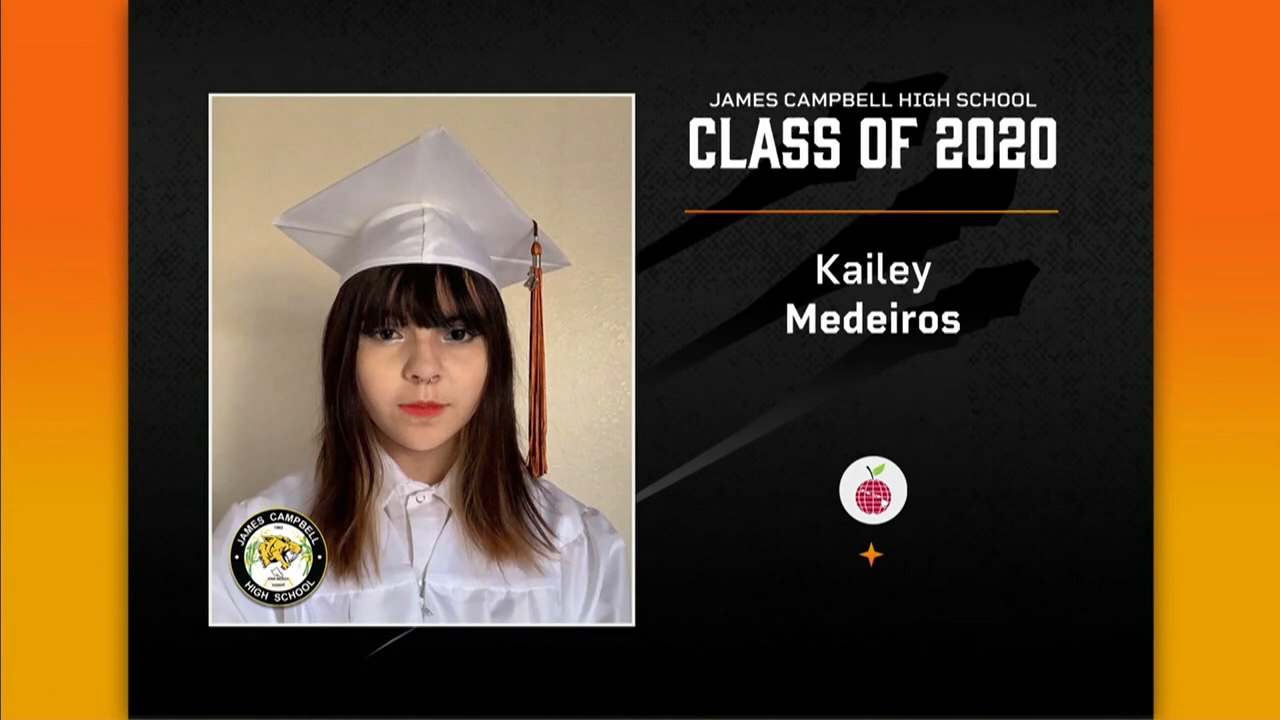 JAMES CAMPBELL HIGH SCHOOL
CLASS OF 2020
Kailey
Medeiros
JAMES CAMPBELL
HIGH SCHOOL